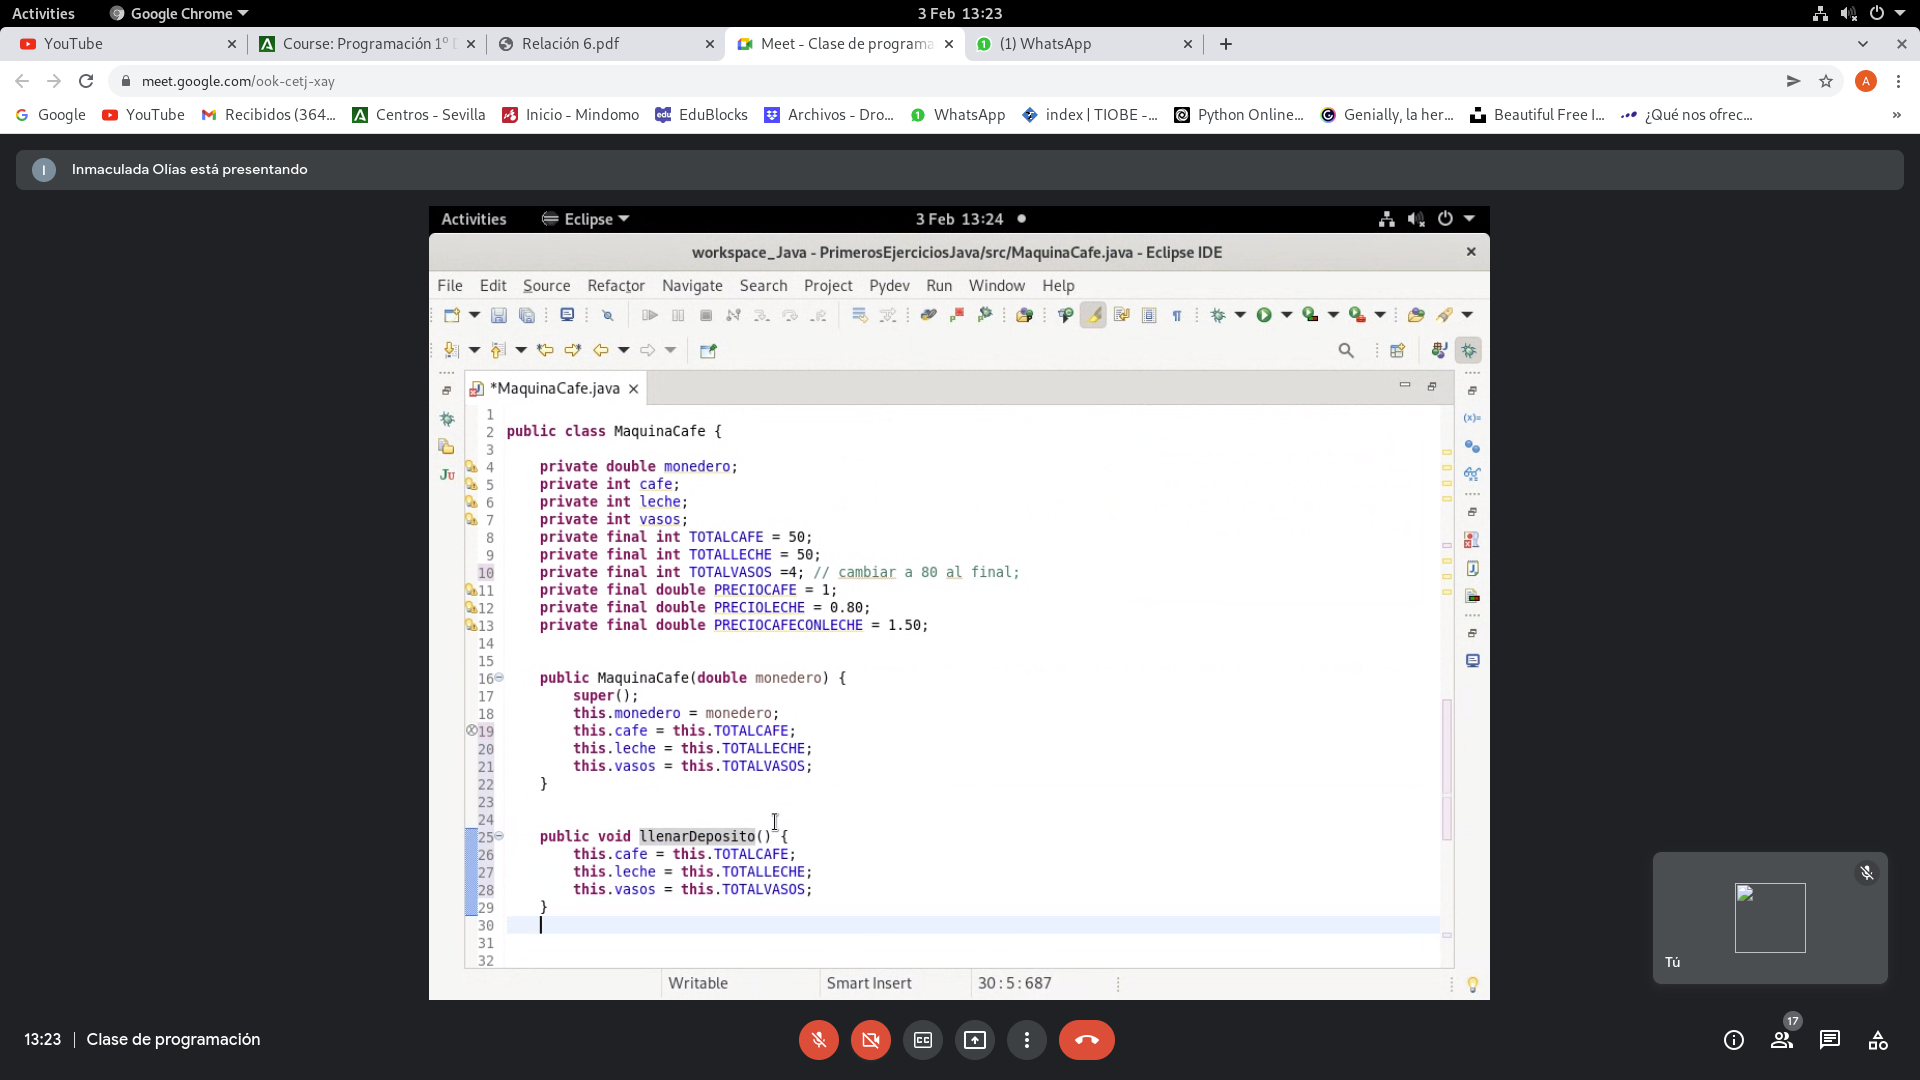 Activities Google Chrome 3 Feb 13:23
YouTube Course: Programación 1º D Relación 6.pdf Meet - Clase de programa (1) WhatsApp
meet.google.com/ook-cetj-xay A
Google YouTube Recibidos (364... Centros - Sevilla Inicio - Mindomo EduBlocks Archivos - Dro... WhatsApp index | TIOBE -... Python Online... Genially, la her... Beautiful Free I... ¿Qué nos ofrec... »
I Inmaculada Olías está presentando
Activities Eclipse 3 Feb 13:24
workspace_Java - PrimerosEjerciciosJava/src/MaquinaCafe.java - Eclipse IDE
File Edit Source Refactor Navigate Search Project Pydev Run Window Help
*MaquinaCafe.java
1
2 public class MaquinaCafe {
3
4 private double monedero;
5 private int cafe;
6 private int leche;
7 private int vasos;
8 private final int TOTALCAFE = 50;
9 private final int TOTALLECHE = 50;
10 private final int TOTALVASOS =4; // cambiar a 80 al final;
11 private final double PRECIOCAFE = 1;
12 private final double PRECIOLECHE = 0.80;
13 private final double PRECIOCAFECONLECHE = 1.50;
14
15
16 public MaquinaCafe(double monedero) {
17 super();
18 this.monedero = monedero;
19 this.cafe = this.TOTALCAFE;
20 this.leche = this.TOTALLECHE;
21 this.vasos = this.TOTALVASOS;
22 }
23
24
25 public void llenarDeposito() {
26 this.cafe = this.TOTALCAFE;
27 this.leche = this.TOTALLECHE;
28 this.vasos = this.TOTALVASOS;
29 }
30
31
32
Writable Smart Insert 30 : 5 : 687
Tú
13:23 | Clase de programación
17